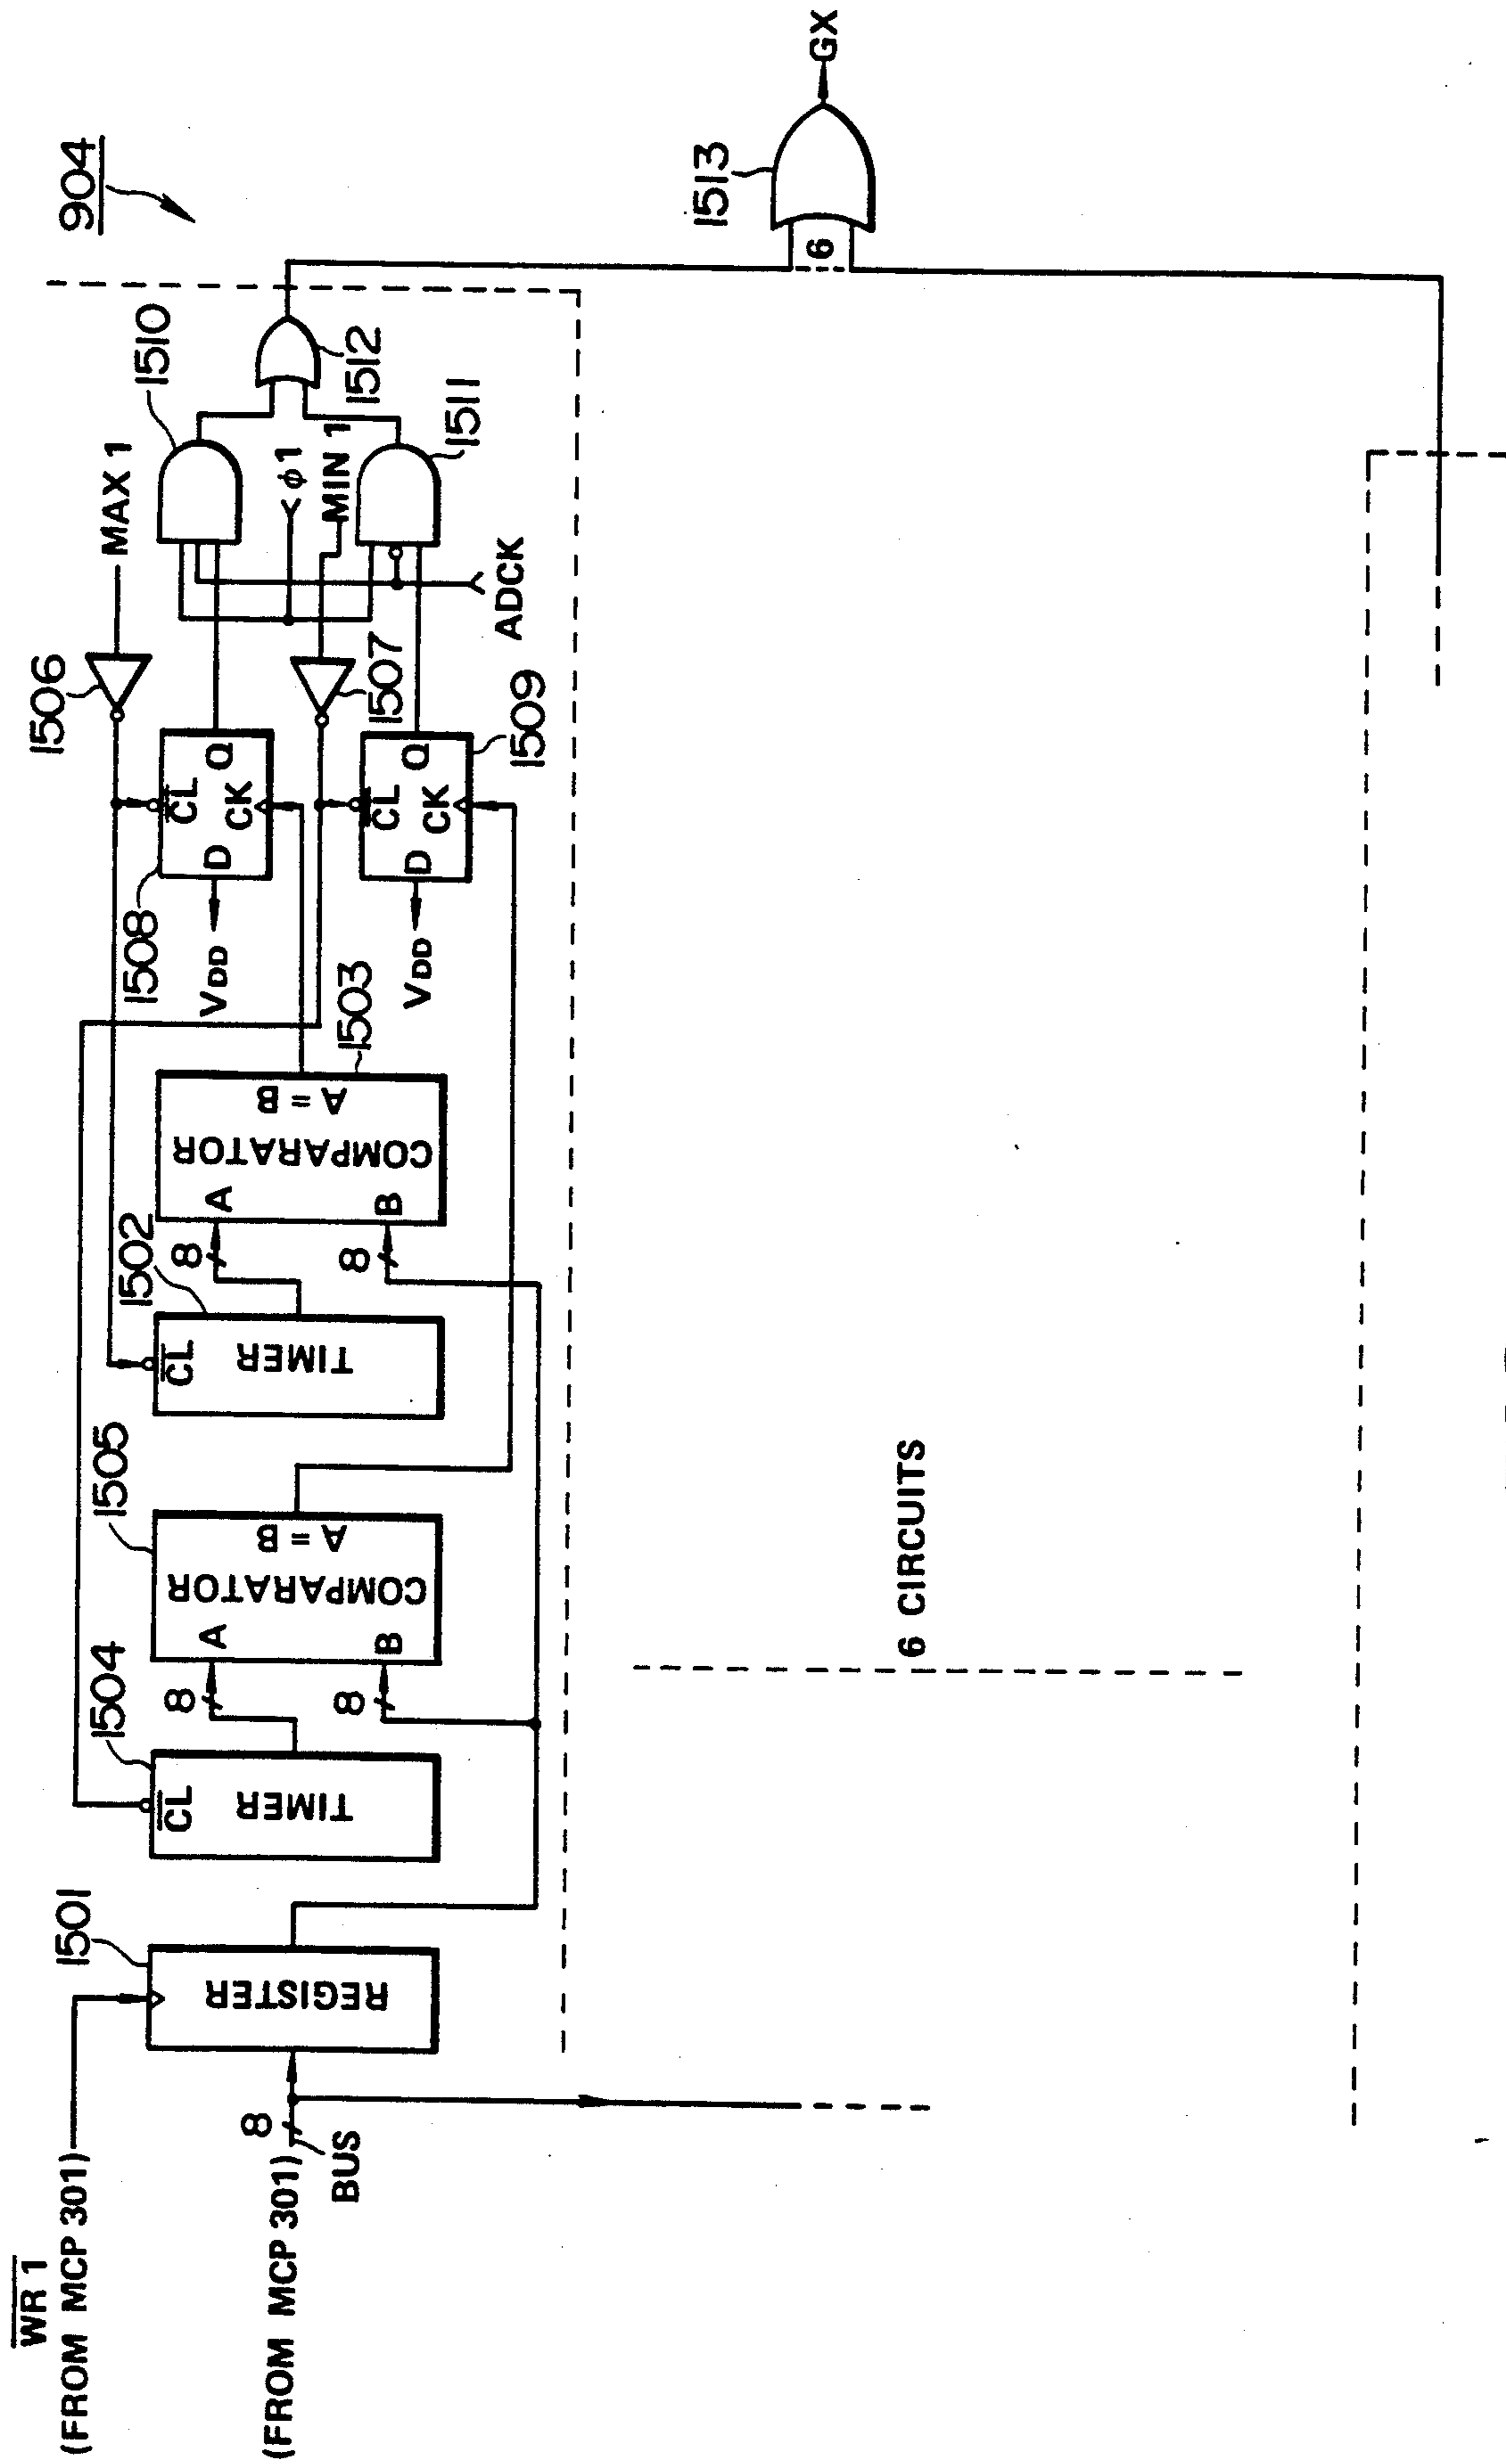 904
WR 1
(FROM MCP 301)
(FROM MCP 301)
8
BUS
1501
REGISTER
1504
CL
TIMER
8
8
1505
A
B
COMPARATOR
A = B
1502
CL
TIMER
8
8
A
B
COMPARATOR
A = B
1503
1508
VDD
D
CL
CK
Q
1506
MAX 1
1510
VDD
D
CL
CK
Q
1509
1507
φ1
MIN 1
ADCK
1511
1512
6
1513
GX
6 CIRCUITS